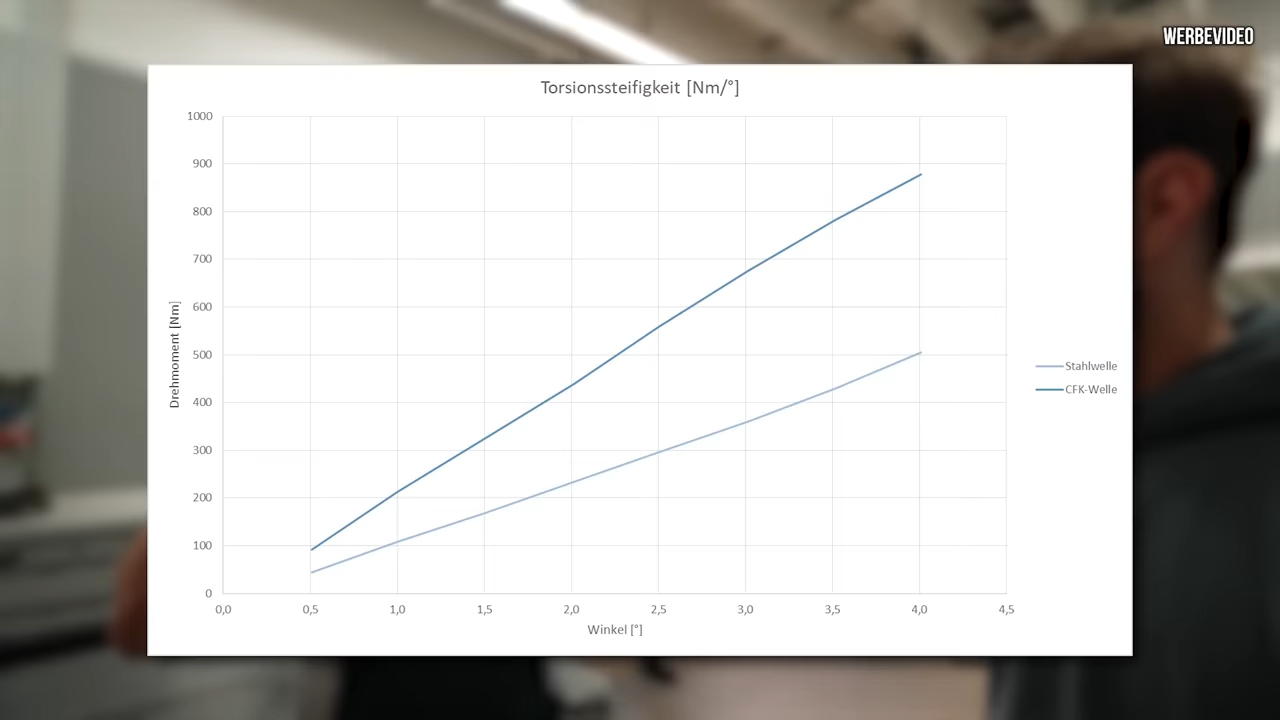 WERBEVIDEO
Torsionssteifigkeit [Nm/°]
1000
900
800
700
600
500
400
300
200
100
0
Drehmoment [Nm]
0,0 0,5 1,0 1,5 2,0 2,5 3,0 3,5 4,0 4,5
Winkel [°]
Stahlwelle
CFK-Welle